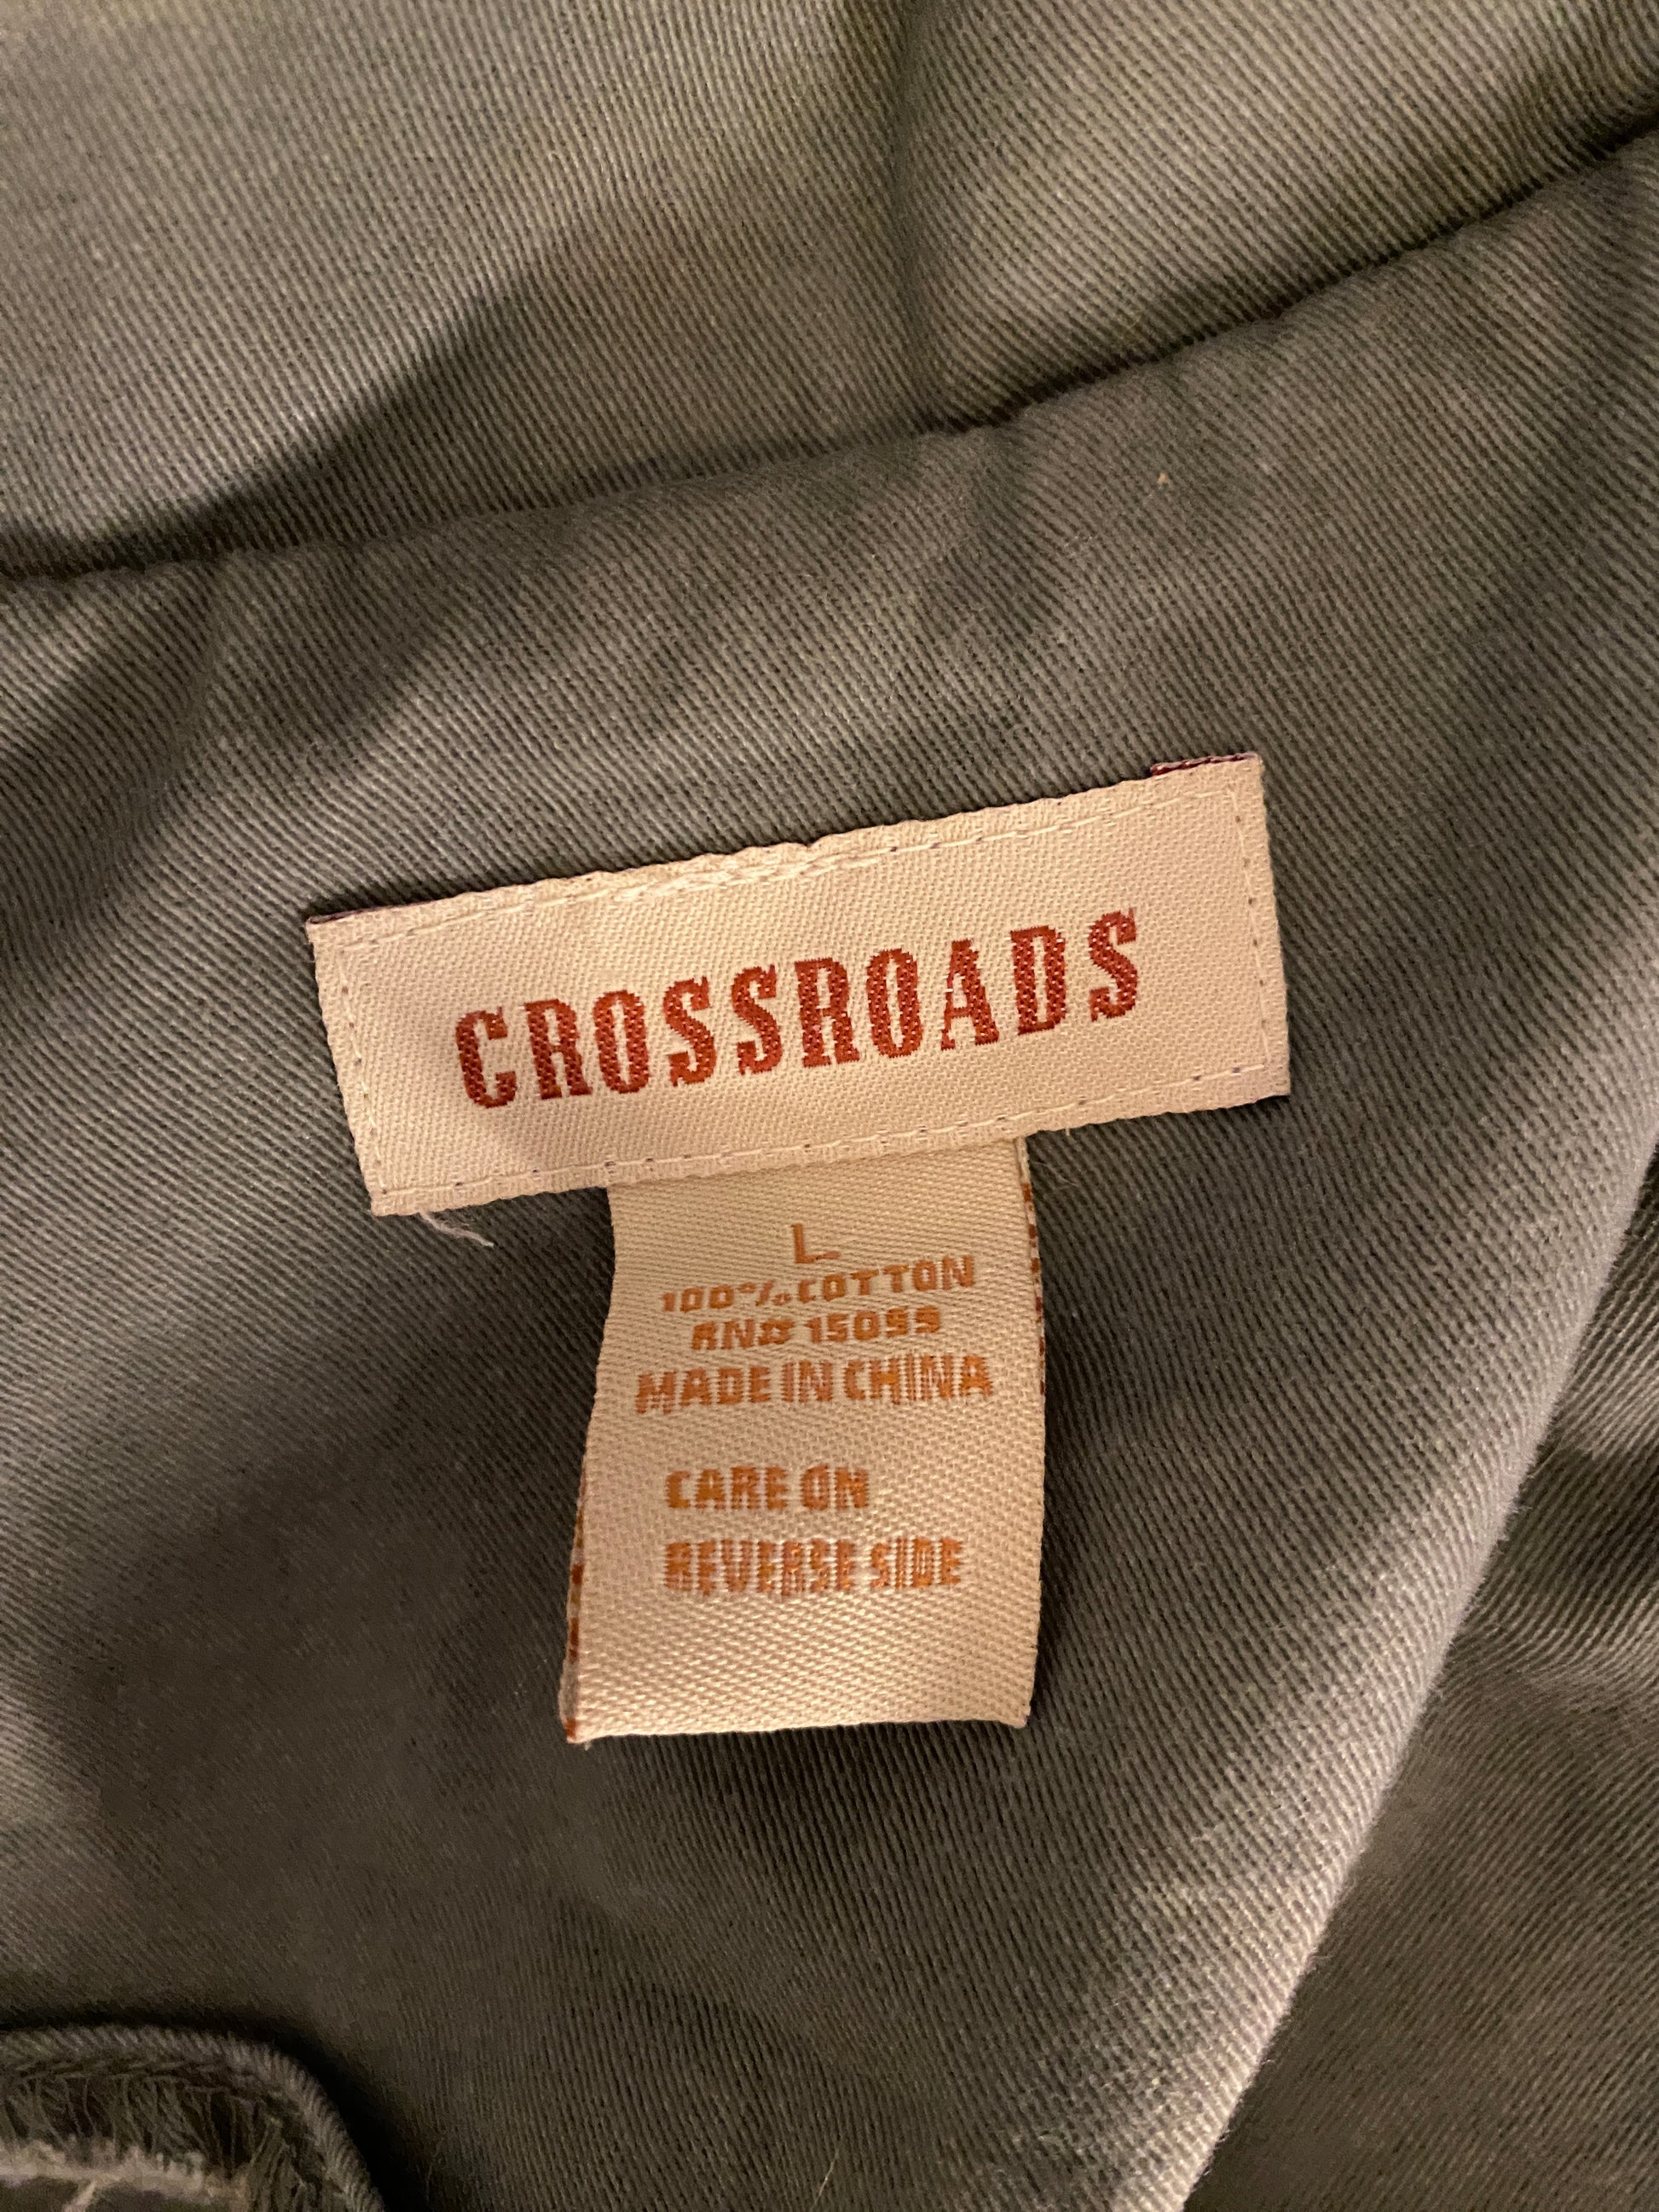 CROSSROADS
L
100% COTTON
RN# 15099
MADE IN CHINA
CARE ON
REVERSE SIDE